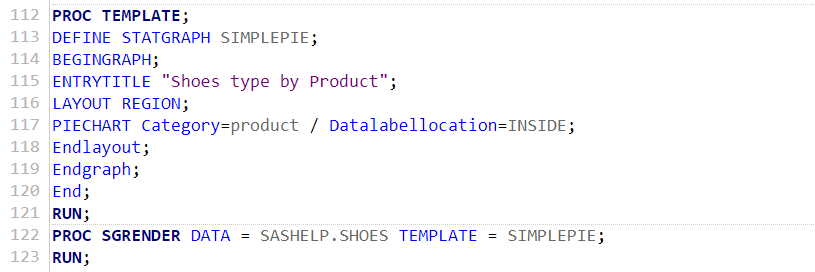 112 PROC TEMPLATE;
113 DEFINE STATGRAPH SIMPLEPIE;
114 BEGINGRAPH;
115 ENTRYTITLE "Shoes type by Product";
116 LAYOUT REGION;
117 PIECHART Category=product / Datalabellocation=INSIDE;
118 Endlayout;
119 Endgraph;
120 End;
121 RUN;
122 PROC SGRENDER DATA = SASHELP.SHOES TEMPLATE = SIMPLEPIE;
123 RUN;